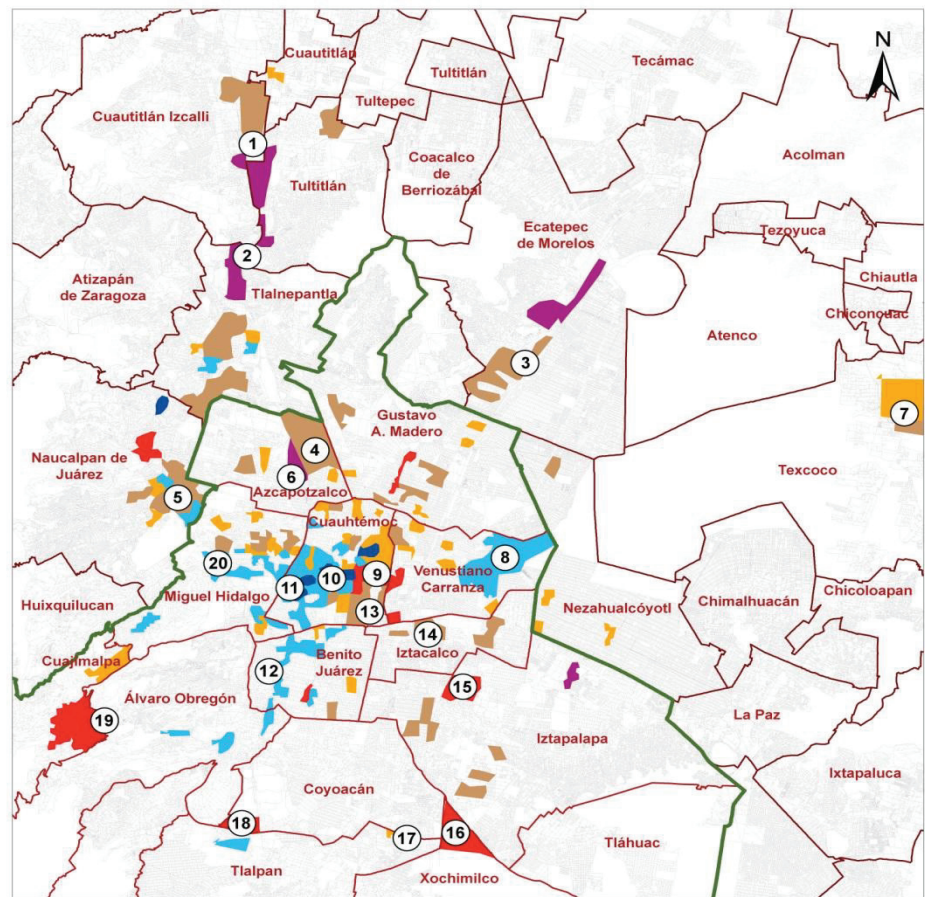 Cuautitlán
N
Tultitlán
Tecámac
Tultepec
Cuautitlán Izcalli
1
Acolman
Coacalco
de
Berriozábal
Tultitlán
Ecatepec
de Morelos
Tezoyuca
2
Atizapán
de Zaragoza
Chiautla
Tlalnepantla
Chiconcuac
Atenco
3
7
Gustavo
A. Madero
Naucalpan de
Juárez
4
Texcoco
6
5
Azcapotzalco
Cuauhtémoc
8
20
9
10
Venustiano
Carranza
11
Miguel Hidalgo
Huixquilucan
13
Nezahualcóyotl
Chimalhuacán
Chicoloapan
14
Iztacalco
Cuajimalpa
Benito
Juárez
12
15
Álvaro Obregón
19
La Paz
Iztapalapa
Ixtapaluca
Coyoacán
18
17
16
Tláhuac
Tlalpan
Xochimilco